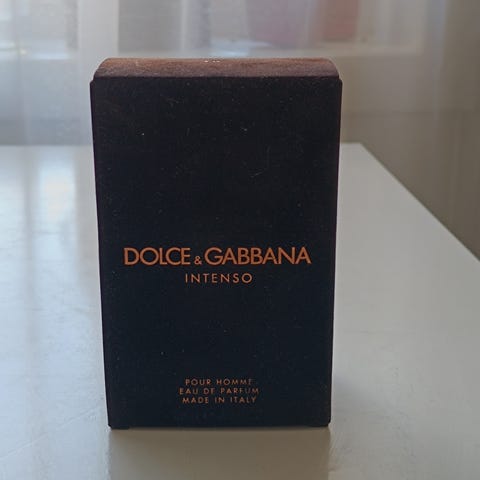 DOLCE & GABBANA
INTENSO
POUR HOMME
EAU DE PARFUM
MADE IN ITALY